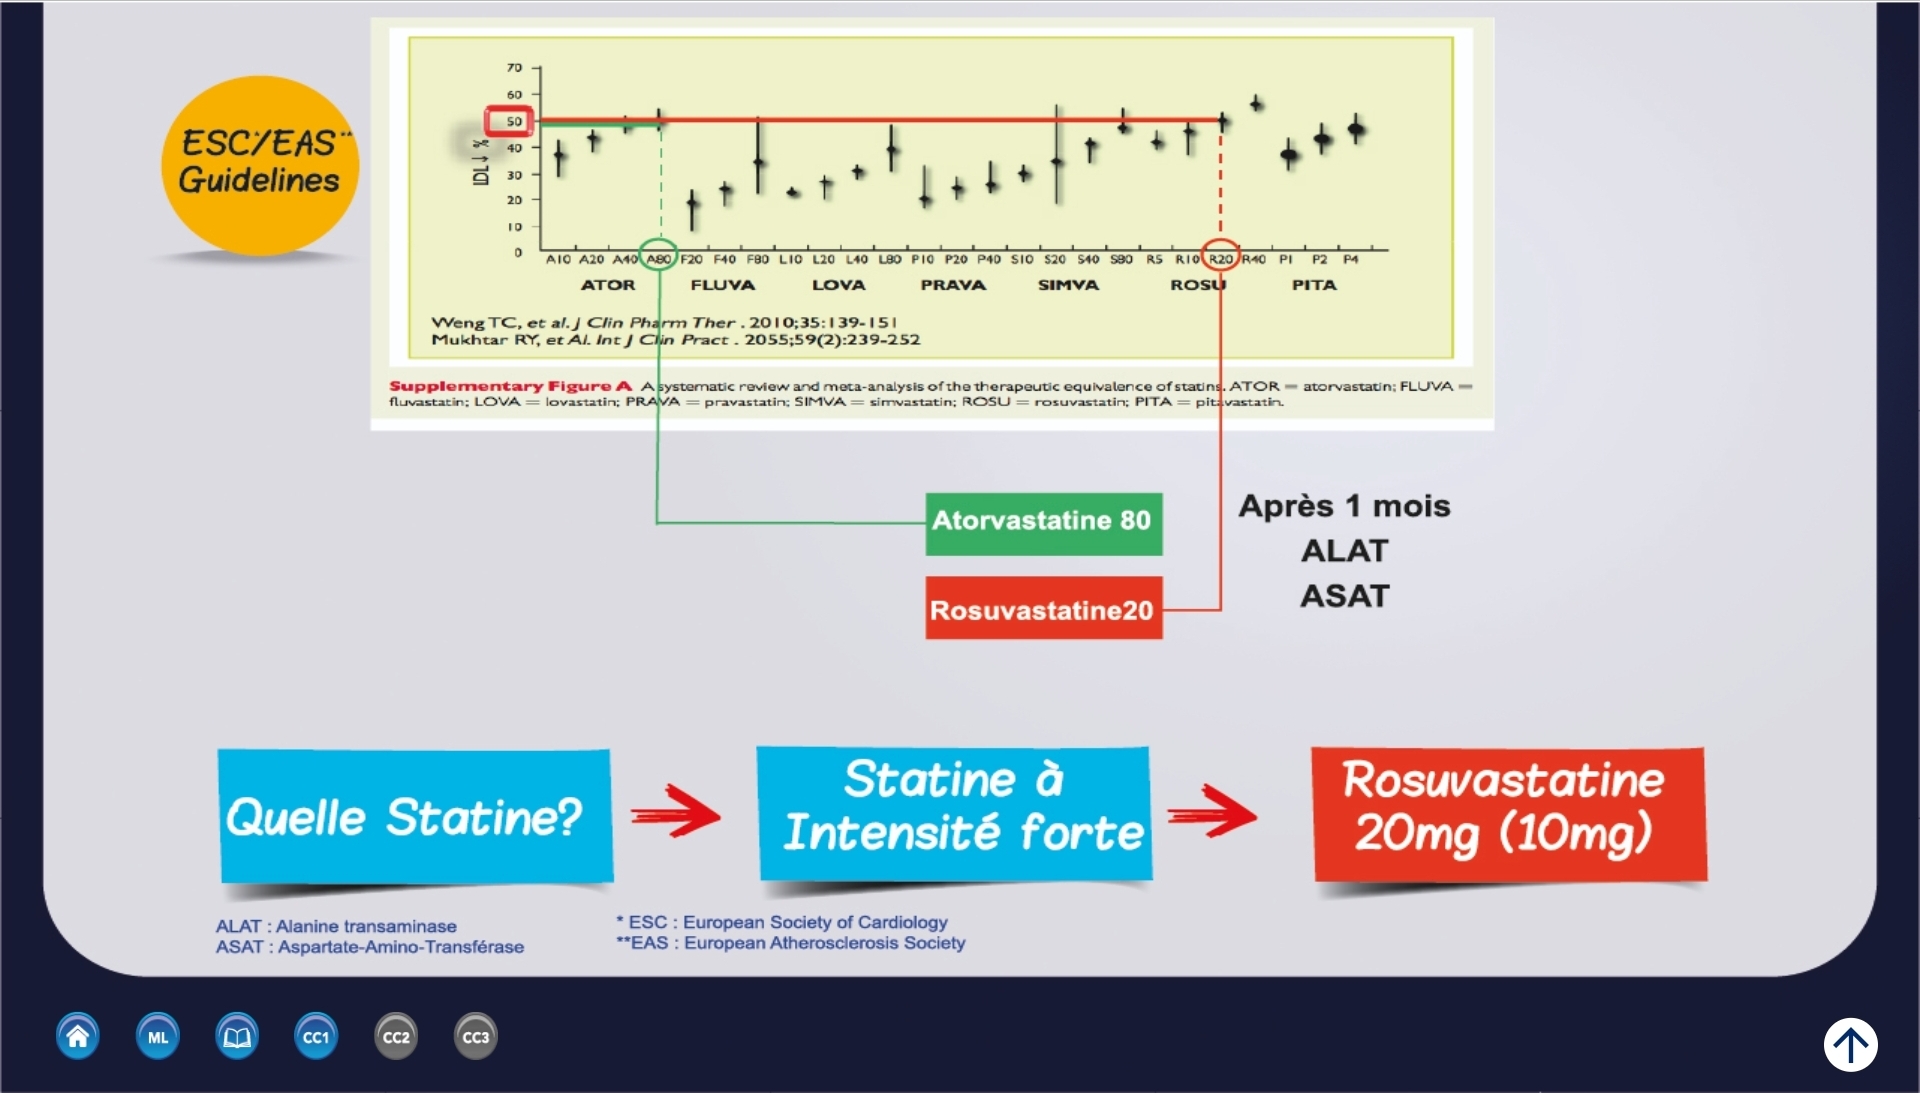 ESC*/EAS**
Guidelines
70
60
50
40
30
20
10
0
LDL↓ %
A10 A20 A40 A80 F20 F40 F80 L10 L20 L40 L80 P10 P20 P40 S10 S20 S40 S80 R5 R10 R20 R40 P1 P2 P4
ATOR FLUVA LOVA PRAVA SIMVA ROSU PITA
Weng TC, et al. J Clin Pharm Ther . 2010;35:139-151
Mukhtar RY, et Al. Int J Clin Pract . 2055;59(2):239-252
Supplementary Figure A A systematic review and meta-analysis of the therapeutic equivalence of statins. ATOR = atorvastatin; FLUVA =
fluvastatin; LOVA = lovastatin; PRAVA = pravastatin; SIMVA = simvastatin; ROSU = rosuvastatin; PITA = pitavastatin.
Atorvastatine 80
Rosuvastatine20
Après 1 mois
ALAT
ASAT
Quelle Statine?
Statine à
Intensité forte
Rosuvastatine
20mg (10mg)
ALAT : Alanine transaminase
ASAT : Aspartate-Amino-Transférase
* ESC : European Society of Cardiology
**EAS : European Atherosclerosis Society
ML
CC1
CC2
CC3